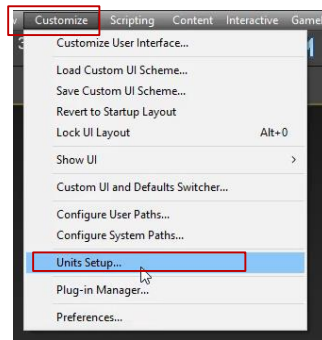 Customize Scripting Content Interactive
Customize User Interface...
Load Custom UI Scheme...
Save Custom UI Scheme...
Revert to Startup Layout
Lock UI Layout Alt+0
Show UI >
Custom UI and Defaults Switcher...
Configure User Paths...
Configure System Paths...
Units Setup...
Plug-in Manager...
Preferences...